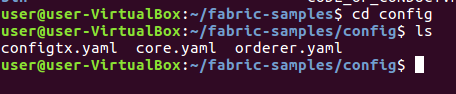 user@user-VirtualBox:~/fabric-samples$ cd config
user@user-VirtualBox:~/fabric-samples/config$ ls
configtx.yaml  core.yaml  orderer.yaml
user@user-VirtualBox:~/fabric-samples/config$